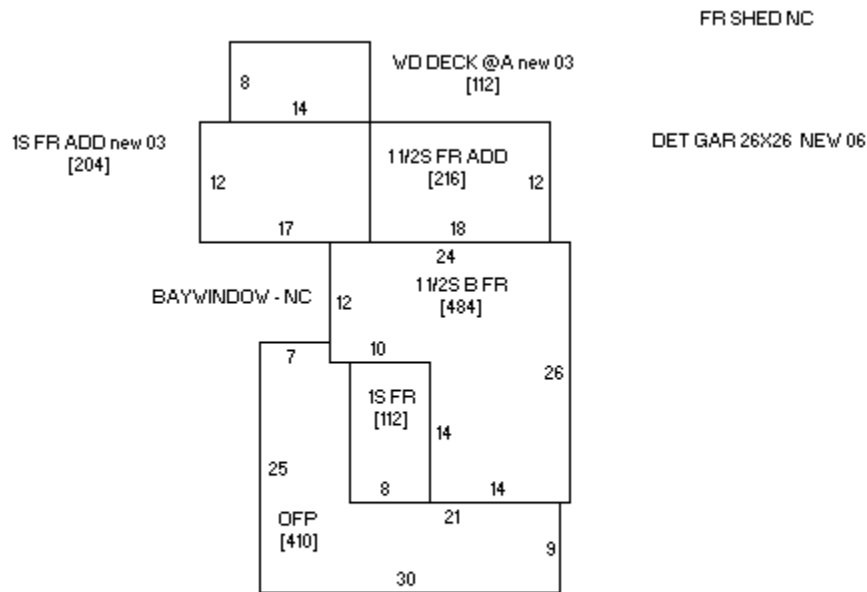 FR SHED NC
WD DECK @A new 03
[112]
8
14
1S FR ADD new 03
[204]
DET GAR 26X26 NEW 06
11/2S FR ADD
[216]
12
12
17
18
24
11/2S B FR
[484]
BAYWINDOW - NC
12
7
10
26
1S FR
[112]
14
25
8
14
21
OFP
[410]
9
30